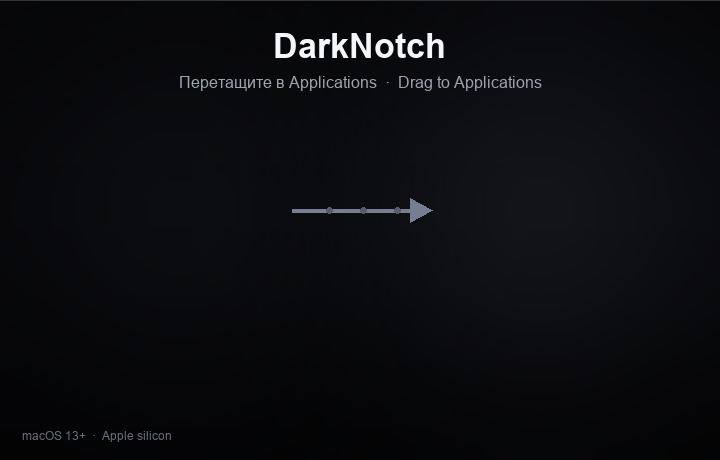 DarkNotch
Перетащите в Applications · Drag to Applications
macOS 13+ · Apple silicon